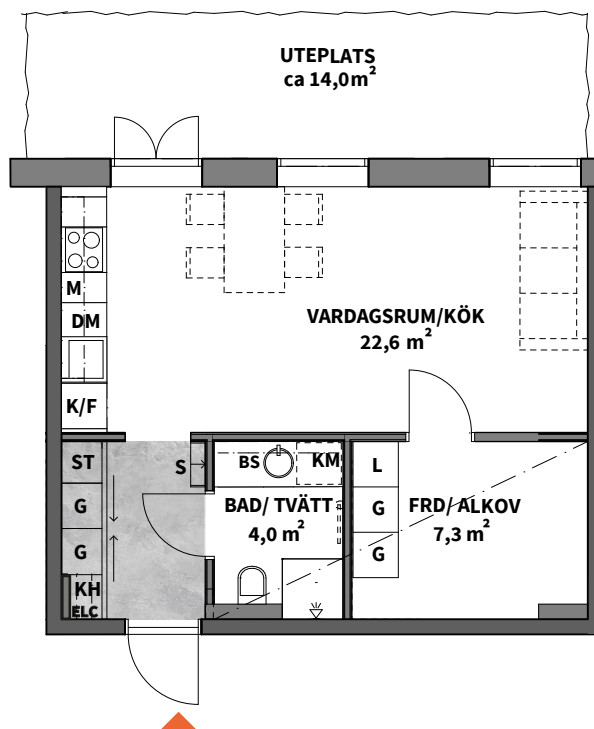 UTEPLATS
ca 14,0m²
M
DM
K/F
VARDAGSRUM/KÖK
22,6 m²
ST
G
G
KH
ELC
S
BS
KM
BAD/ TVÄTT
4,0 m²
L
G
G
FRD/ ALKOV
7,3 m²